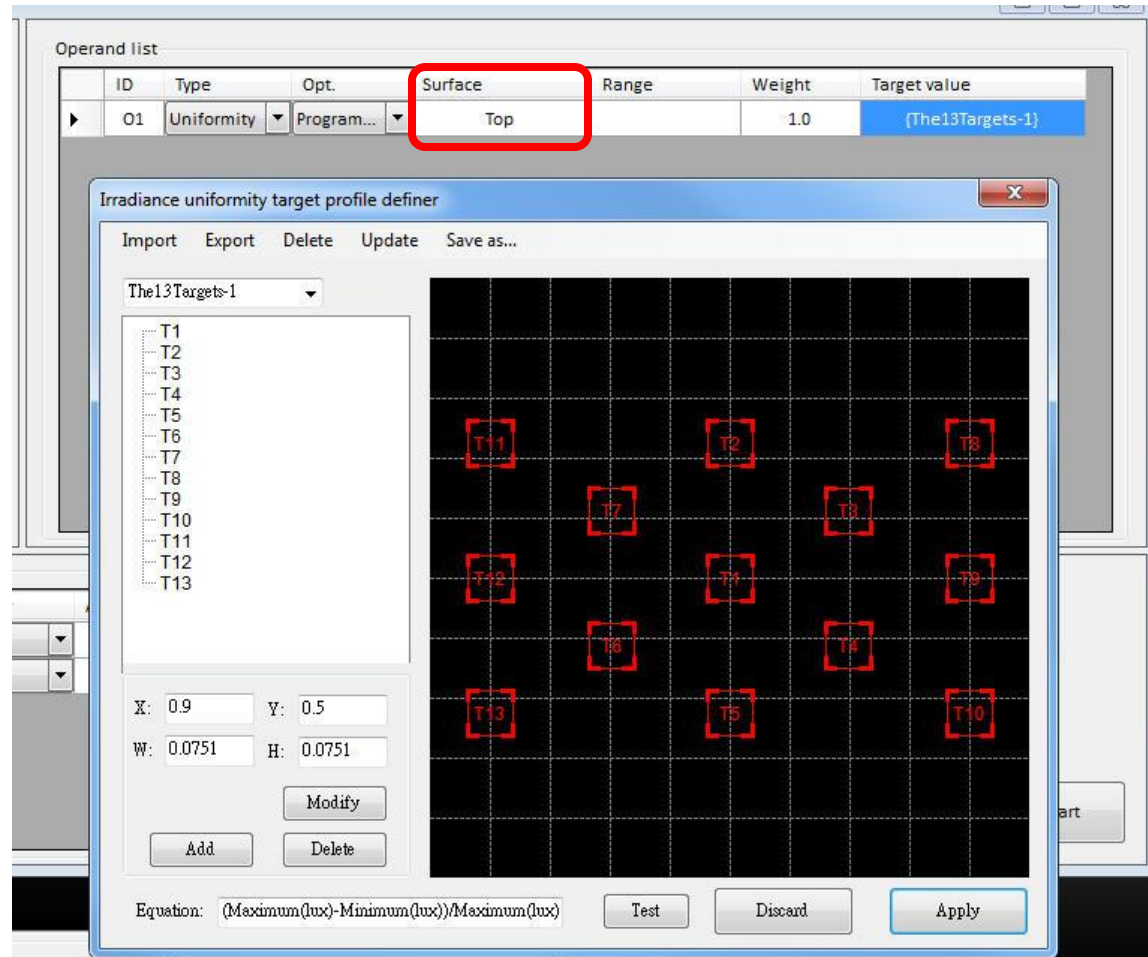 Operand list
ID Type Opt. Surface Range Weight Target value
O1 Uniformity Program... Top 1.0 {The13Targets-1}
Irradiance uniformity target profile definer
Import Export Delete Update Save as...
The13Targets-1
T1
T2
T3
T4
T5
T6
T7
T8
T9
T10
T11
T12
T13
T11 T2 T8
T7 T3
T12 T1 T9
T6 T4
T13 T5 T10
X: 0.9 Y: 0.5
W: 0.0751 H: 0.0751
Modify
Add Delete
art
Equation: (Maximum(lux)-Minimum(lux))/Maximum(lux) Test Discard Apply